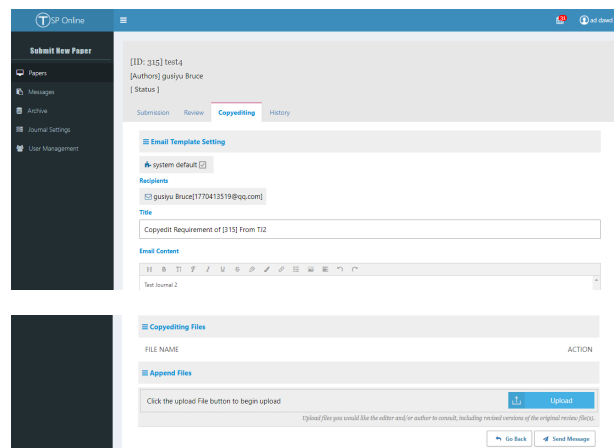 TSP Online
31
ad dawd
Submit New Paper
Papers
Messages
Archive
Journal Settings
User Management
[ID: 315] test4
[Authors] gusiyu Bruce
[ Status ]
Submission Review Copyediting History
Email Template Setting
system default
Recipients
gusiyu Bruce[1770413519@qq.com]
Title
Copyedit Requirement of [315] From TJ2
Email Content
Test Journal 2
Copyediting Files
FILE NAME ACTION
Append Files
Click the upload File button to begin upload Upload
Upload files you would like the editor and/or author to consult, including revised versions of the original review file(s).
Go Back Send Message